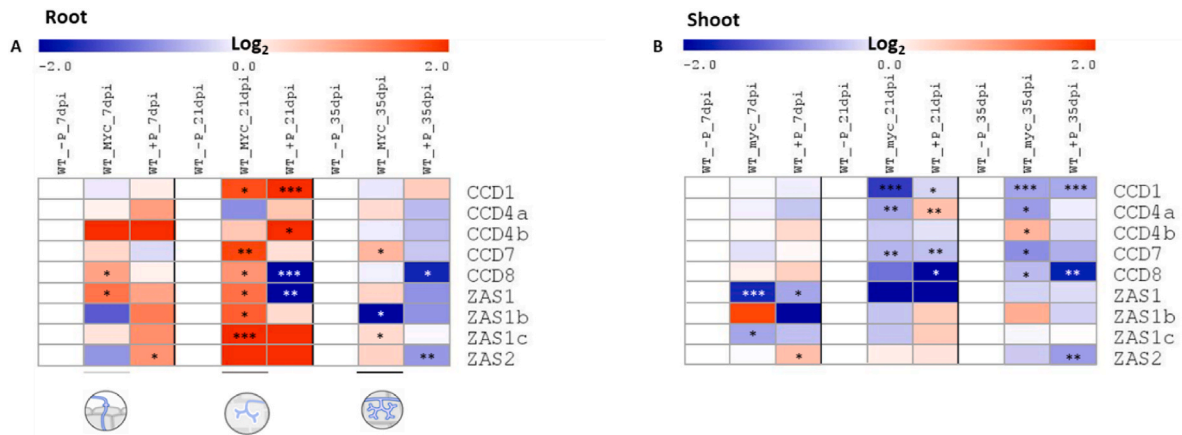 Root
A
Log2
-2.0 0.0 2.0
WT_-P_7dpi
WT_MYC_7dpi
WT_+P_7dpi
WT_-P_21dpi
WT_MYC_21dpi
WT_+P_21dpi
WT_-P_35dpi
WT_MYC_35dpi
WT_+P_35dpi
* *** CCD1
CCD4a
* CCD4b
** * CCD7
* * *** * CCD8
* * ** ZAS1
* * ZAS1b
*** * ZAS1c
* ** ZAS2
Shoot
B
Log2
-2.0 0.0 2.0
WT_-P_7dpi
WT_myc_7dpi
WT_+P_7dpi
WT_-P_21dpi
WT_myc_21dpi
WT_+P_21dpi
WT_-P_35dpi
WT_myc_35dpi
WT_+P_35dpi
*** * *** *** CCD1
** ** * CCD4a
* CCD4b
** ** * CCD7
* * ** CCD8
*** * ZAS1
ZAS1b
* ZAS1c
* ** ZAS2